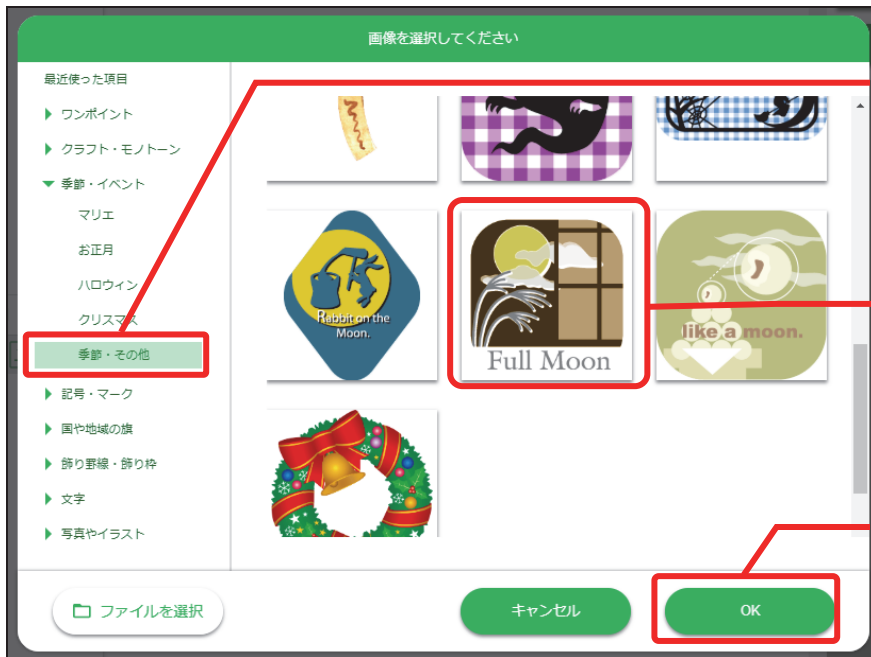 画像を選択してください
最近使った項目
ワンポイント
クラフト・モノトーン
季節・イベント
マリエ
お正月
ハロウィン
クリスマス
季節・その他
記号・マーク
国や地域の旗
飾り罫線・飾り枠
文字
写真やイラスト
Rabbit on the
Moon.
Full Moon
like a moon.
ファイルを選択
キャンセル
OK